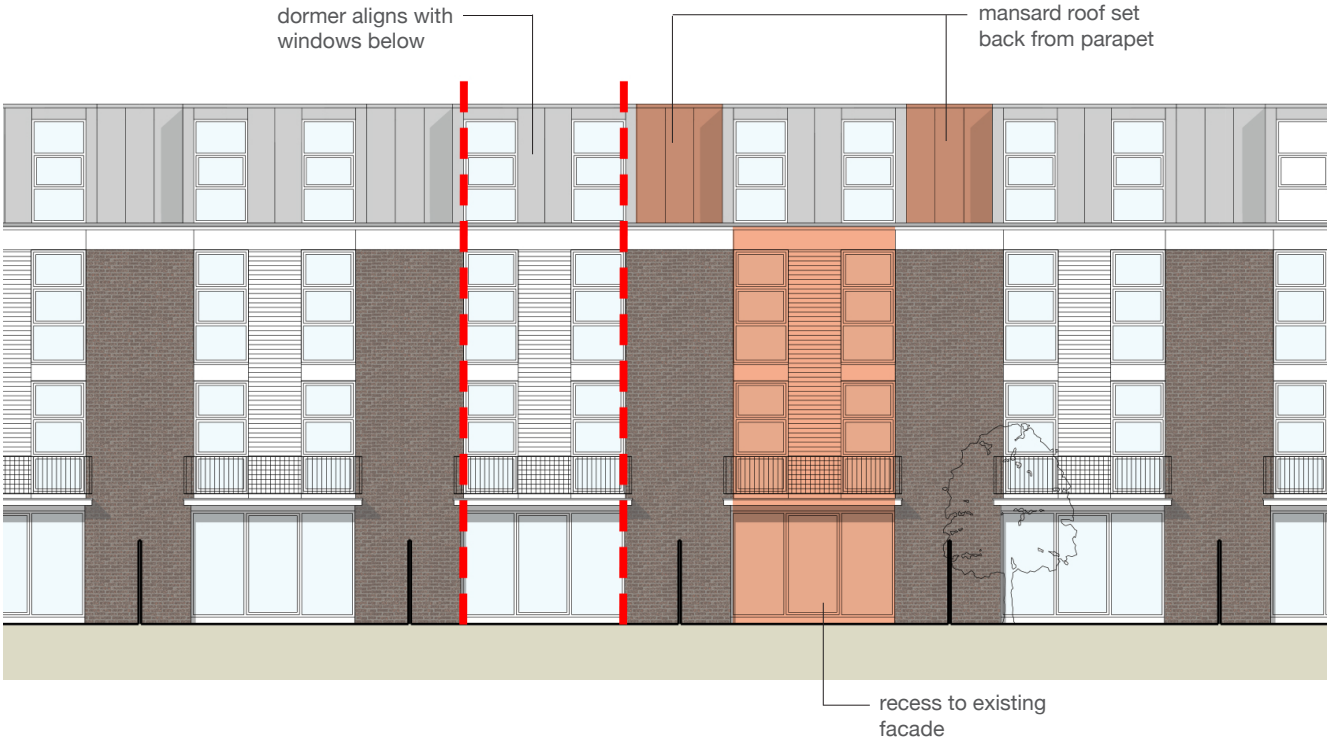 dormer aligns with
windows below
mansard roof set
back from parapet
recess to existing
facade